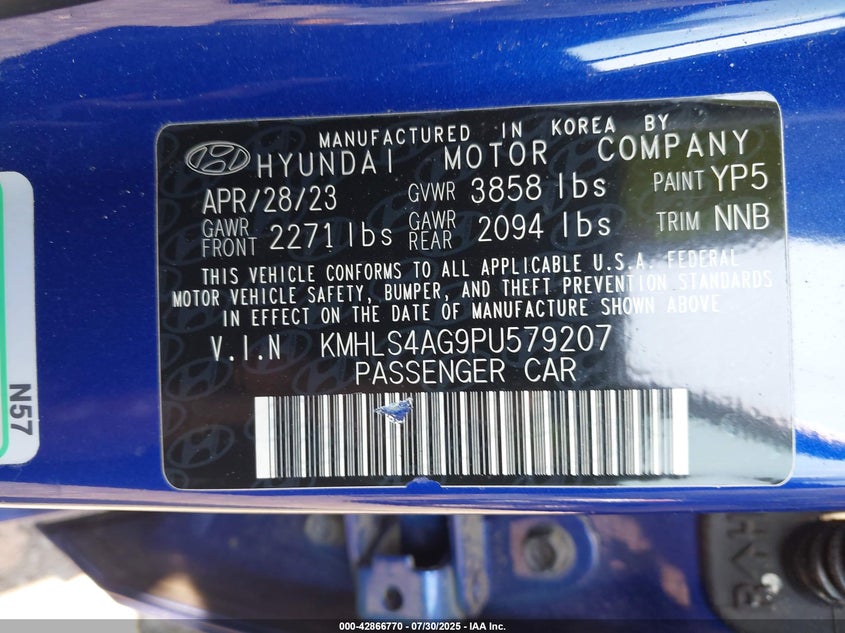 MANUFACTURED IN KOREA BY
HYUNDAI MOTOR COMPANY
APR/28/23 GVWR 3858 lbs PAINT YP5
GAWR FRONT 2271 lbs GAWR REAR 2094 lbs TRIM NNB
THIS VEHICLE CONFORMS TO ALL APPLICABLE U.S.A. FEDERAL
MOTOR VEHICLE SAFETY, BUMPER, AND THEFT PREVENTION STANDARDS
IN EFFECT ON THE DATE OF MANUFACTURE SHOWN ABOVE
V.I.N KMHLS4AG9PU579207
PASSENGER CAR
N57
000-42866770 - 07/30/2025 - IAA Inc.